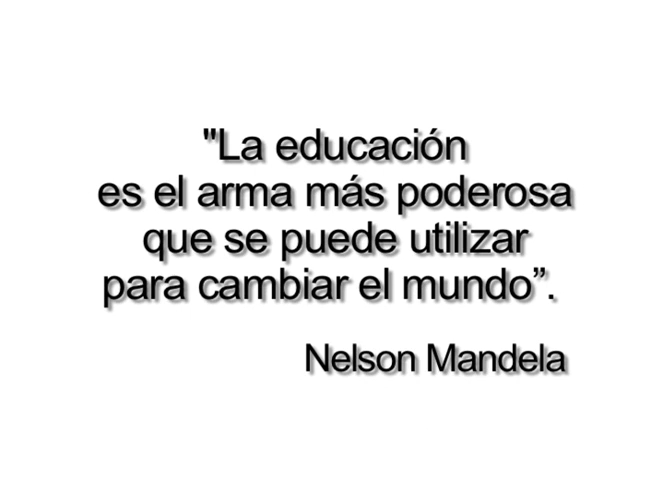 "La educación
es el arma más poderosa
que se puede utilizar
para cambiar el mundo”.
Nelson Mandela